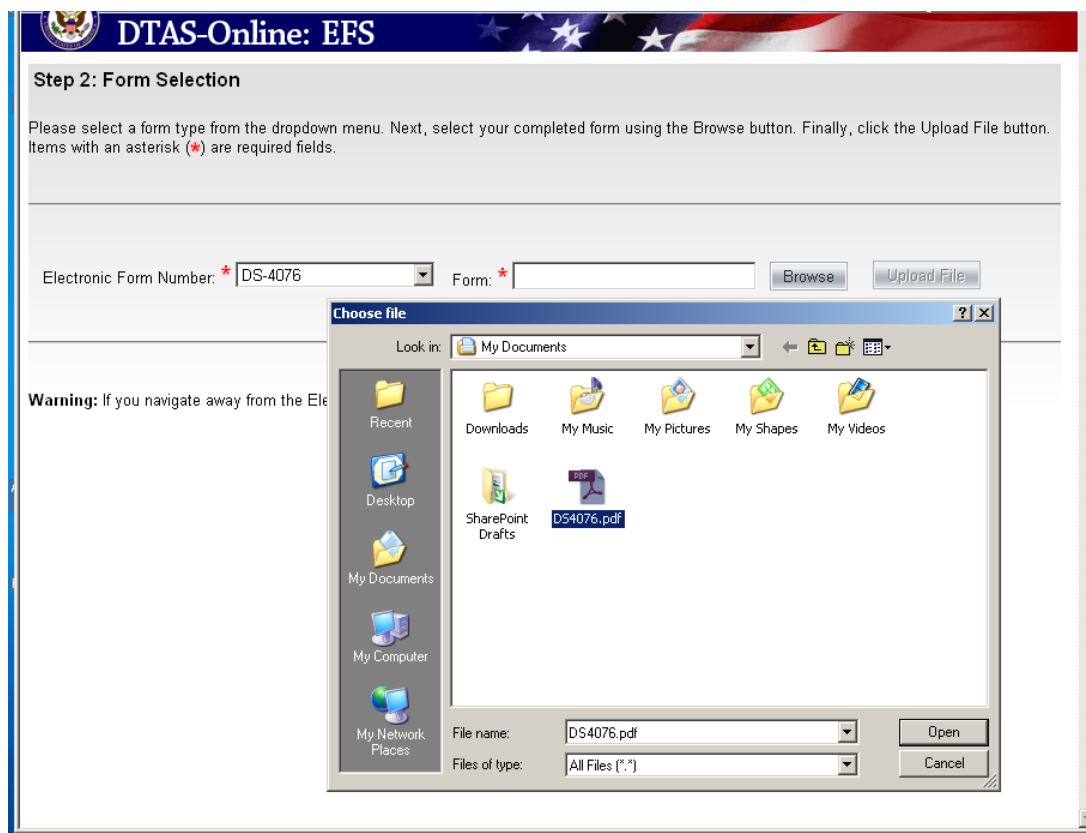 DTAS-Online: EFS
Step 2: Form Selection
Please select a form type from the dropdown menu. Next, select your completed form using the Browse button. Finally, click the Upload File button.
Items with an asterisk (*) are required fields.
Electronic Form Number: * DS-4076 Form: * Browse Upload File
Choose file
Look in: My Documents
Warning: If you navigate away from the Ele
Recent
Desktop
My Documents
My Computer
My Network
Places
Downloads My Music My Pictures My Shapes My Videos
SharePoint
Drafts
PDF
DS4076.pdf
File name: DS4076.pdf Open
Files of type: All Files (*.*) Cancel